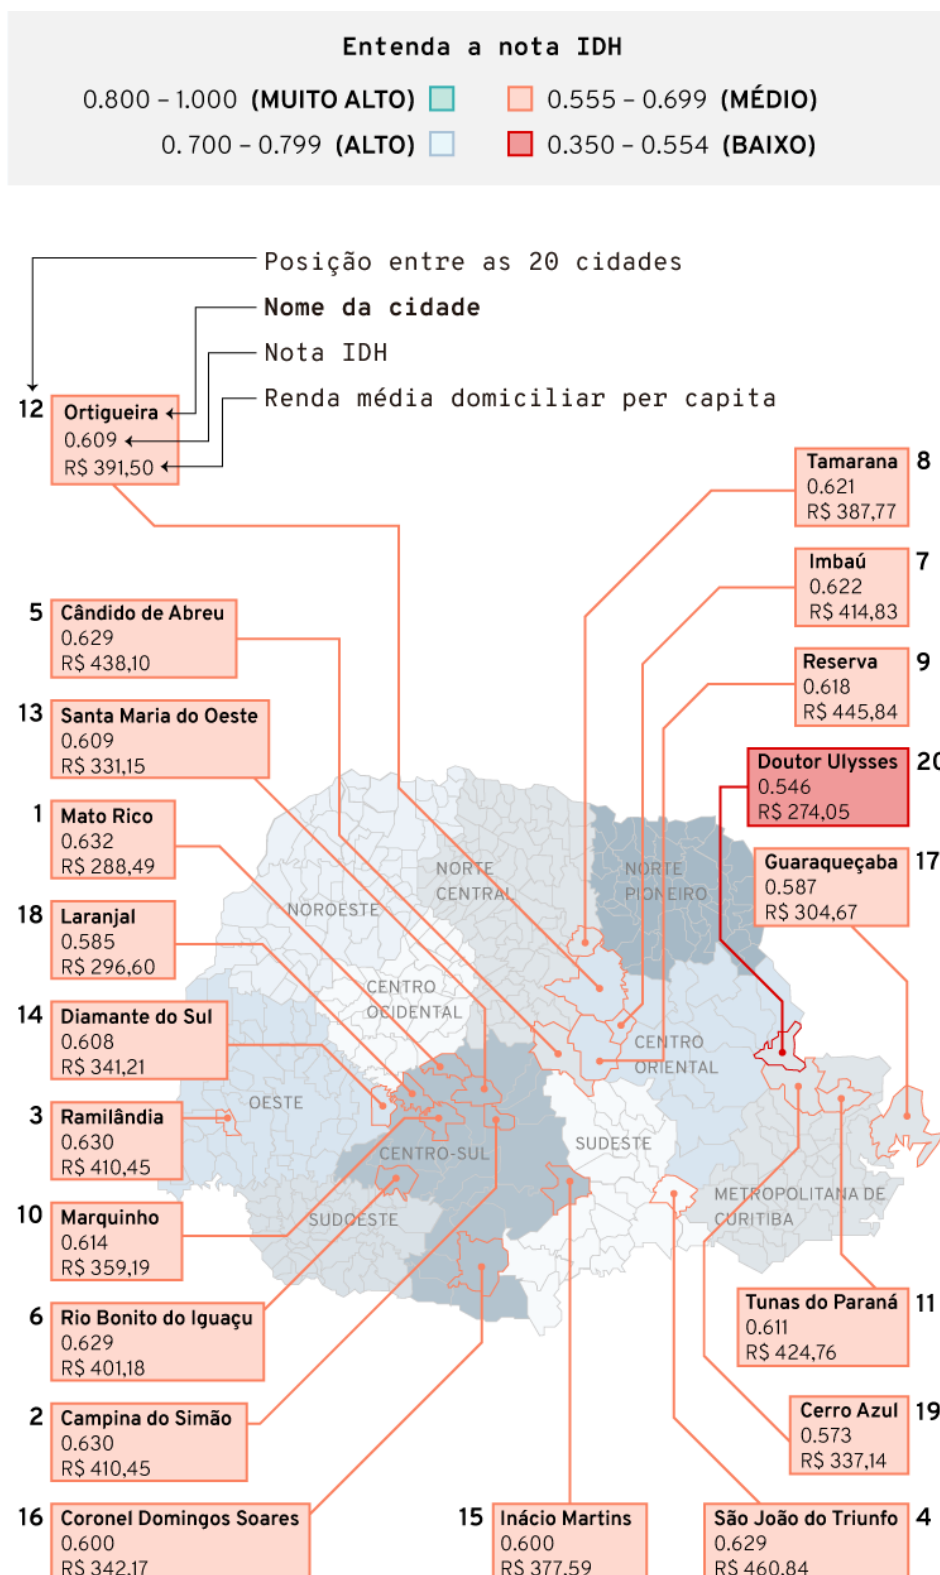 Entenda a nota IDH
0.800 – 1.000 (MUITO ALTO)
0.555 – 0.699 (MÉDIO)
0.700 – 0.799 (ALTO)
0.350 – 0.554 (BAIXO)
Posição entre as 20 cidades
Nome da cidade
Nota IDH
Renda média domiciliar per capita
12
Ortigueira
0.609
R$ 391,50
Tamarana 8
0.621
R$ 387,77
Imbaú 7
0.622
R$ 414,83
5 Cândido de Abreu
0.629
R$ 438,10
Reserva 9
0.618
R$ 445,84
13 Santa Maria do Oeste
0.609
R$ 331,15
Doutor Ulysses 20
0.546
R$ 274,05
1 Mato Rico
0.632
R$ 288,49
Guaraqueçaba 17
0.587
R$ 304,67
18 Laranjal
0.585
R$ 296,60
14 Diamante do Sul
0.608
R$ 341,21
3 Ramilândia
0.630
R$ 410,45
10 Marquinho
0.614
R$ 359,19
6 Rio Bonito do Iguaçu
0.629
R$ 401,18
2 Campina do Simão
0.630
R$ 410,45
16 Coronel Domingos Soares
0.600
R$ 342,17
15 Inácio Martins
0.600
R$ 377,59
São João do Triunfo 4
0.629
R$ 460,84
Cerro Azul 19
0.573
R$ 337,14
Tunas do Paraná 11
0.611
R$ 424,76
NORTE
CENTRAL
NORTE
PIONEIRO
NOROESTE
CENTRO
OCIDENTAL
CENTRO
ORIENTAL
OESTE
CENTRO-SUL
SUDESTE
SUDOESTE
METROPOLITANA DE
CURITIBA